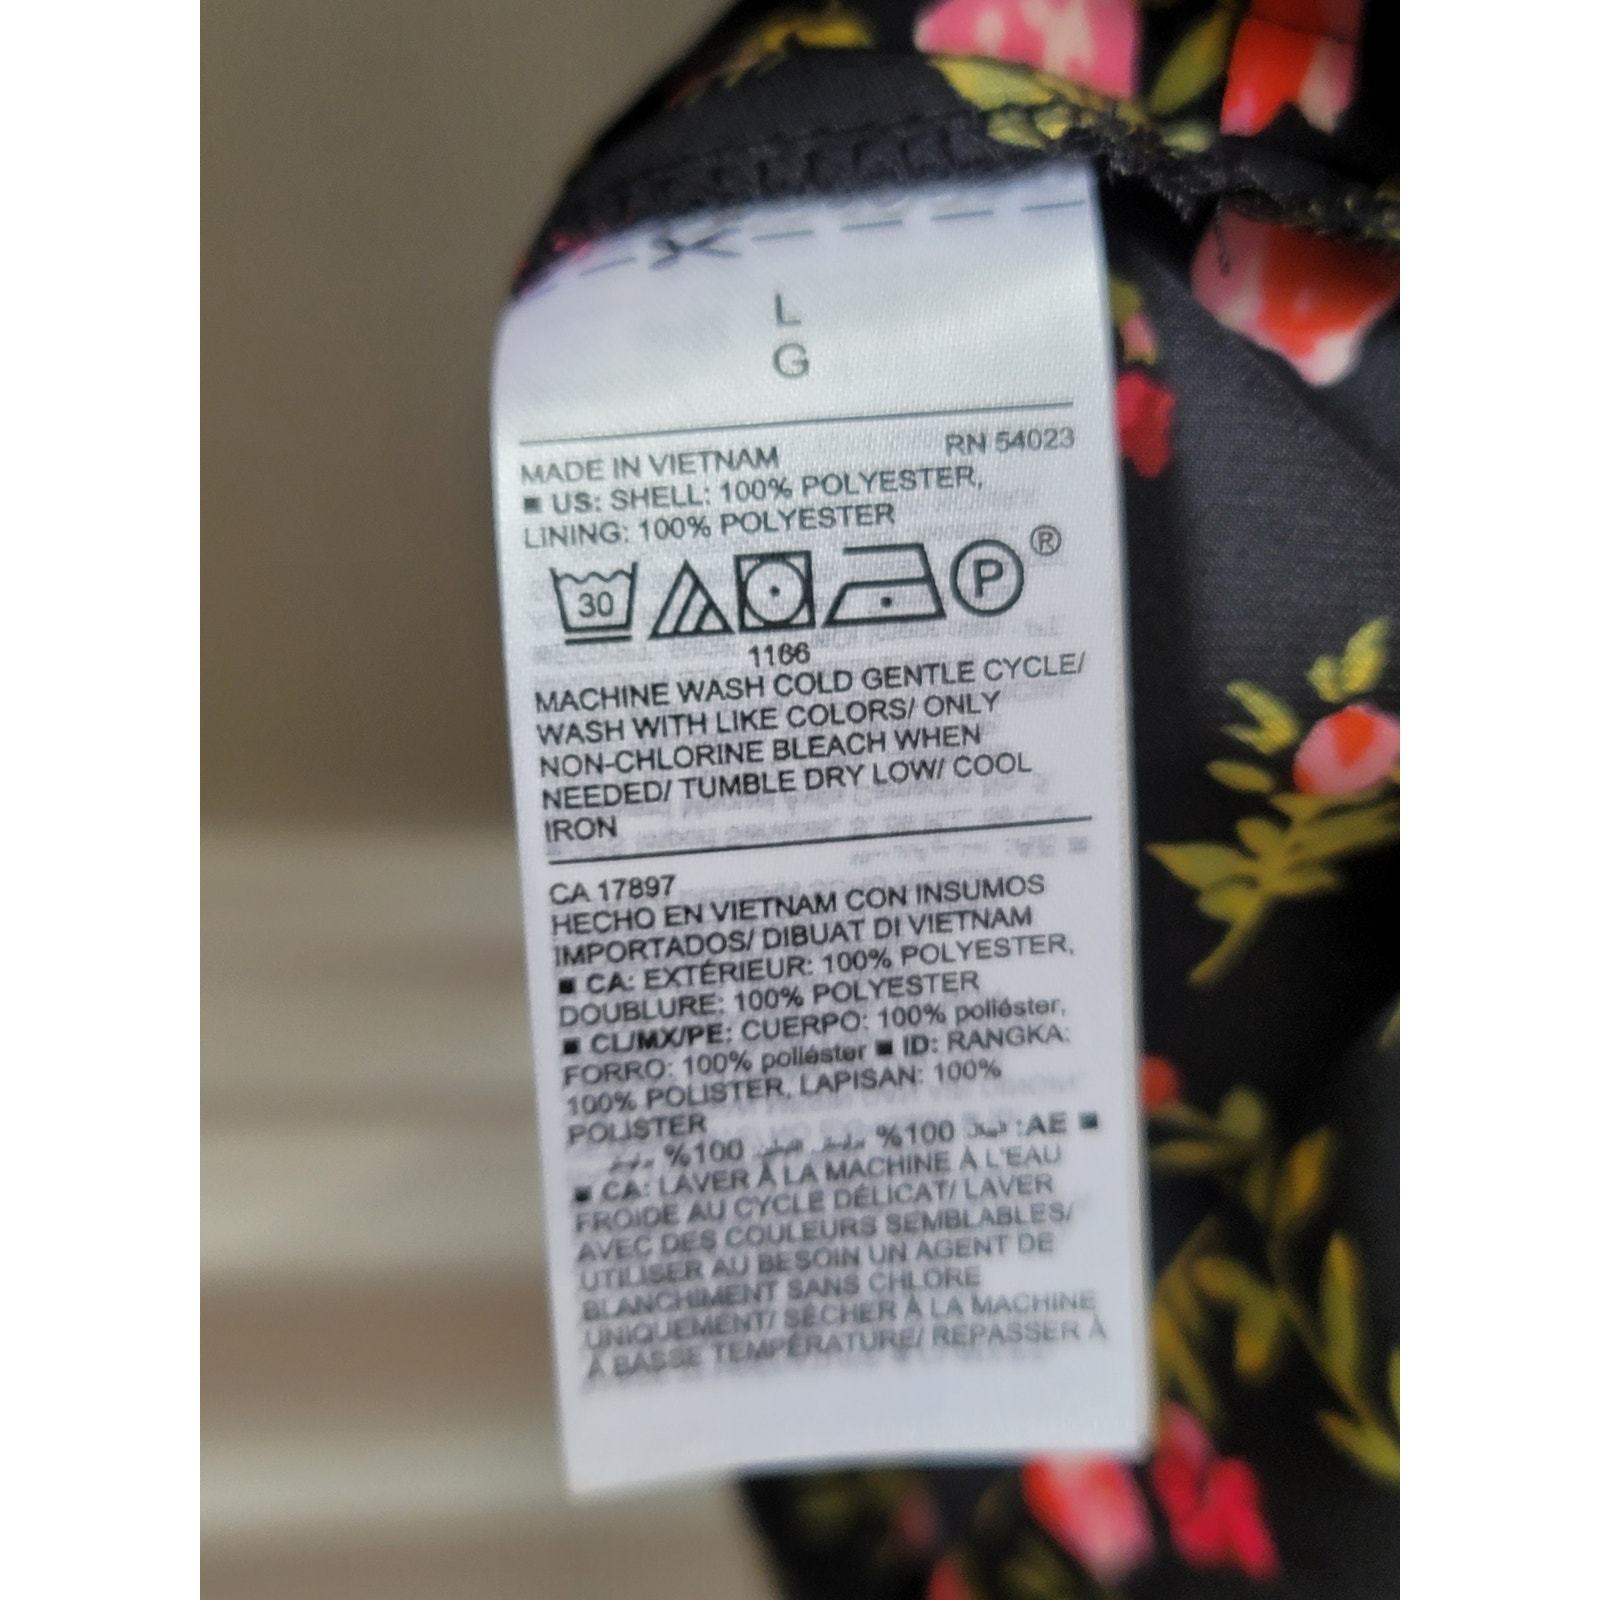 L
G
MADE IN VIETNAM RN 54023
■ US: SHELL: 100% POLYESTER,
LINING: 100% POLYESTER
30 P ®
1166
MACHINE WASH COLD GENTLE CYCLE/
WASH WITH LIKE COLORS/ ONLY
NON-CHLORINE BLEACH WHEN
NEEDED/ TUMBLE DRY LOW/ COOL
IRON
CA 17897
HECHO EN VIETNAM CON INSUMOS
IMPORTADOS/ DIBUAT DI VIETNAM
■ CA: EXTÉRIEUR: 100% POLYESTER,
DOUBLURE: 100% POLYESTER
■ CL/MX/PE: CUERPO: 100% poliéster,
FORRO: 100% poliéster ■ ID: RANGKA:
100% POLISTER, LAPISAN: 100%
POLISTER
■ AE: %100
%100
■ CA: LAVER À LA MACHINE À L'EAU
FROIDE AU CYCLE DÉLICAT/ LAVER
AVEC DES COULEURS SEMBLABLES/
UTILISER AU BESOIN UN AGENT DE
BLANCHIMENT SANS CHLORE
UNIQUEMENT/ SÉCHER À LA MACHINE
À BASSE TEMPÉRATURE/ REPASSER À